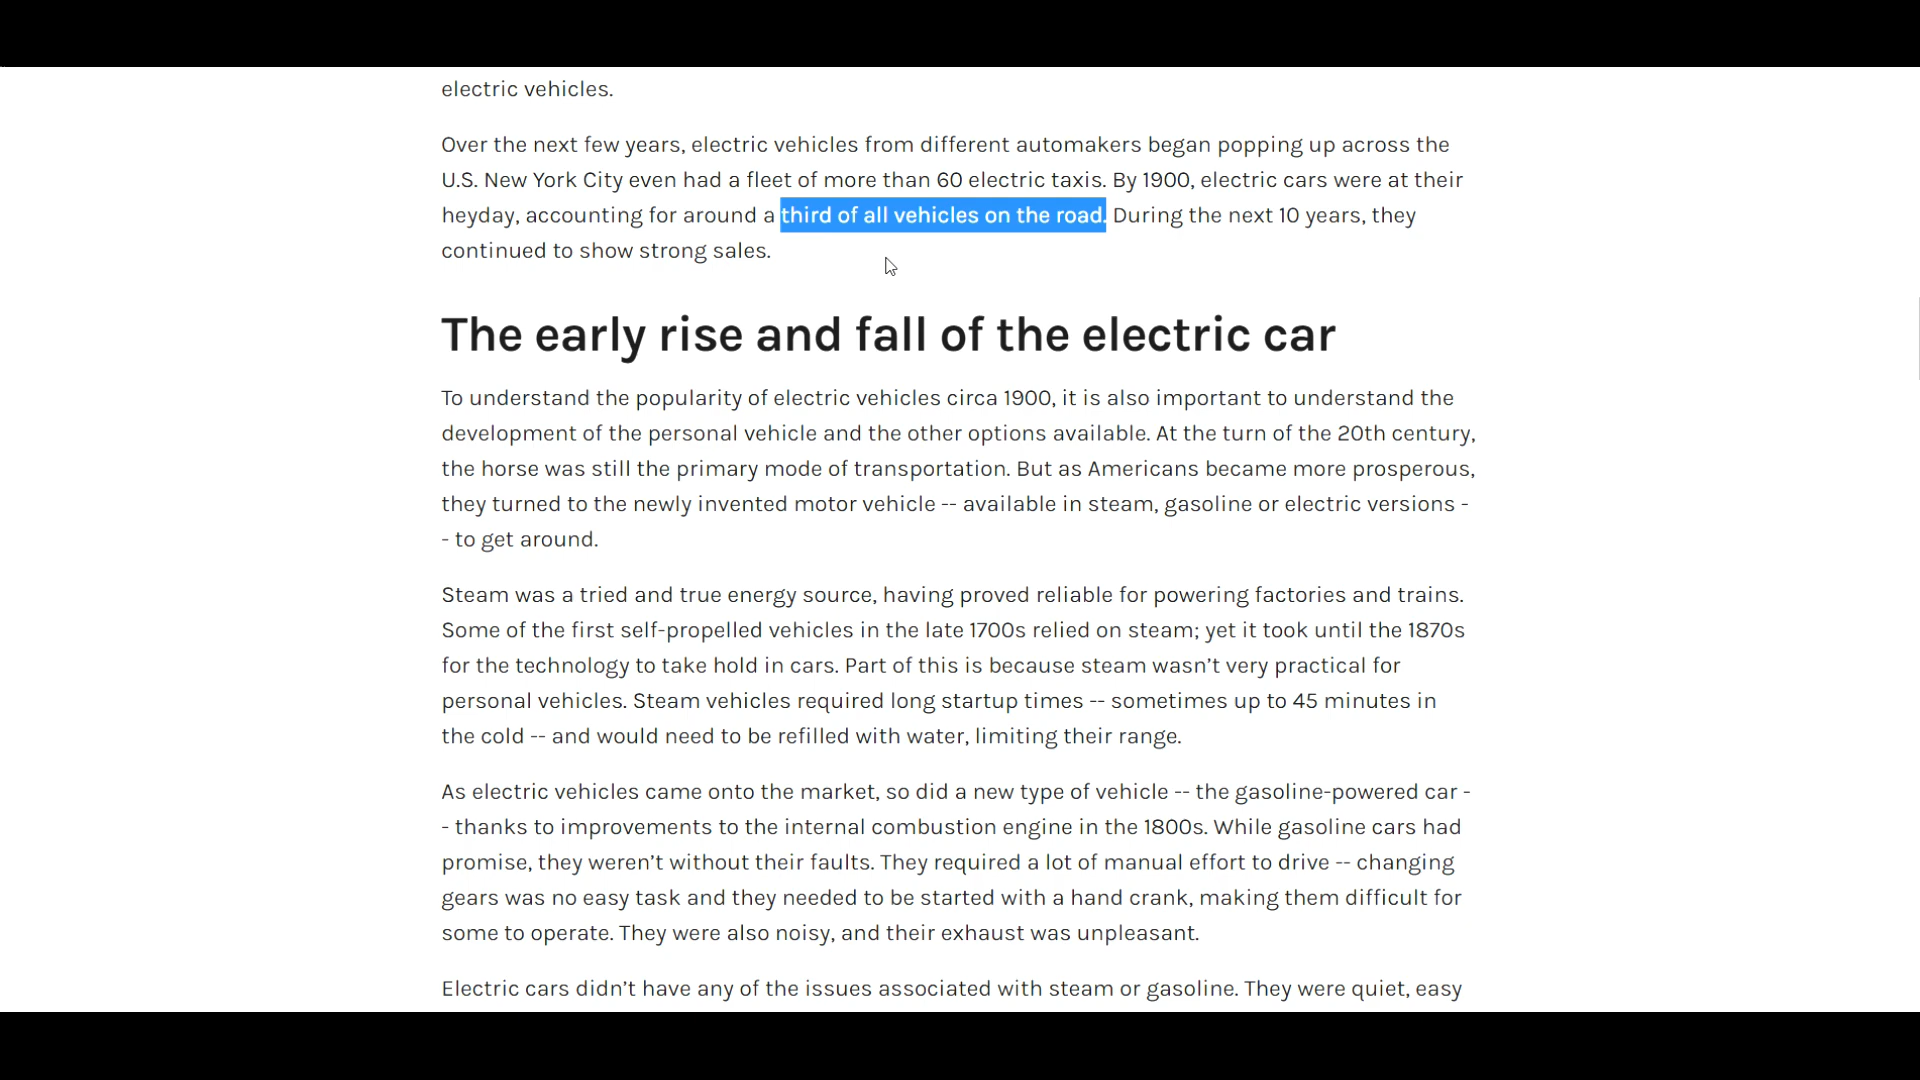 electric vehicles.
Over the next few years, electric vehicles from different automakers began popping up across the
U.S. New York City even had a fleet of more than 60 electric taxis. By 1900, electric cars were at their
heyday, accounting for around a third of all vehicles on the road. During the next 10 years, they
continued to show strong sales.
The early rise and fall of the electric car
To understand the popularity of electric vehicles circa 1900, it is also important to understand the
development of the personal vehicle and the other options available. At the turn of the 20th century,
the horse was still the primary mode of transportation. But as Americans became more prosperous,
they turned to the newly invented motor vehicle -- available in steam, gasoline or electric versions -
- to get around.
Steam was a tried and true energy source, having proved reliable for powering factories and trains.
Some of the first self-propelled vehicles in the late 1700s relied on steam; yet it took until the 1870s
for the technology to take hold in cars. Part of this is because steam wasn't very practical for
personal vehicles. Steam vehicles required long startup times -- sometimes up to 45 minutes in
the cold -- and would need to be refilled with water, limiting their range.
As electric vehicles came onto the market, so did a new type of vehicle -- the gasoline-powered car -
- thanks to improvements to the internal combustion engine in the 1800s. While gasoline cars had
promise, they weren't without their faults. They required a lot of manual effort to drive -- changing
gears was no easy task and they needed to be started with a hand crank, making them difficult for
some to operate. They were also noisy, and their exhaust was unpleasant.
Electric cars didn't have any of the issues associated with steam or gasoline. They were quiet, easy